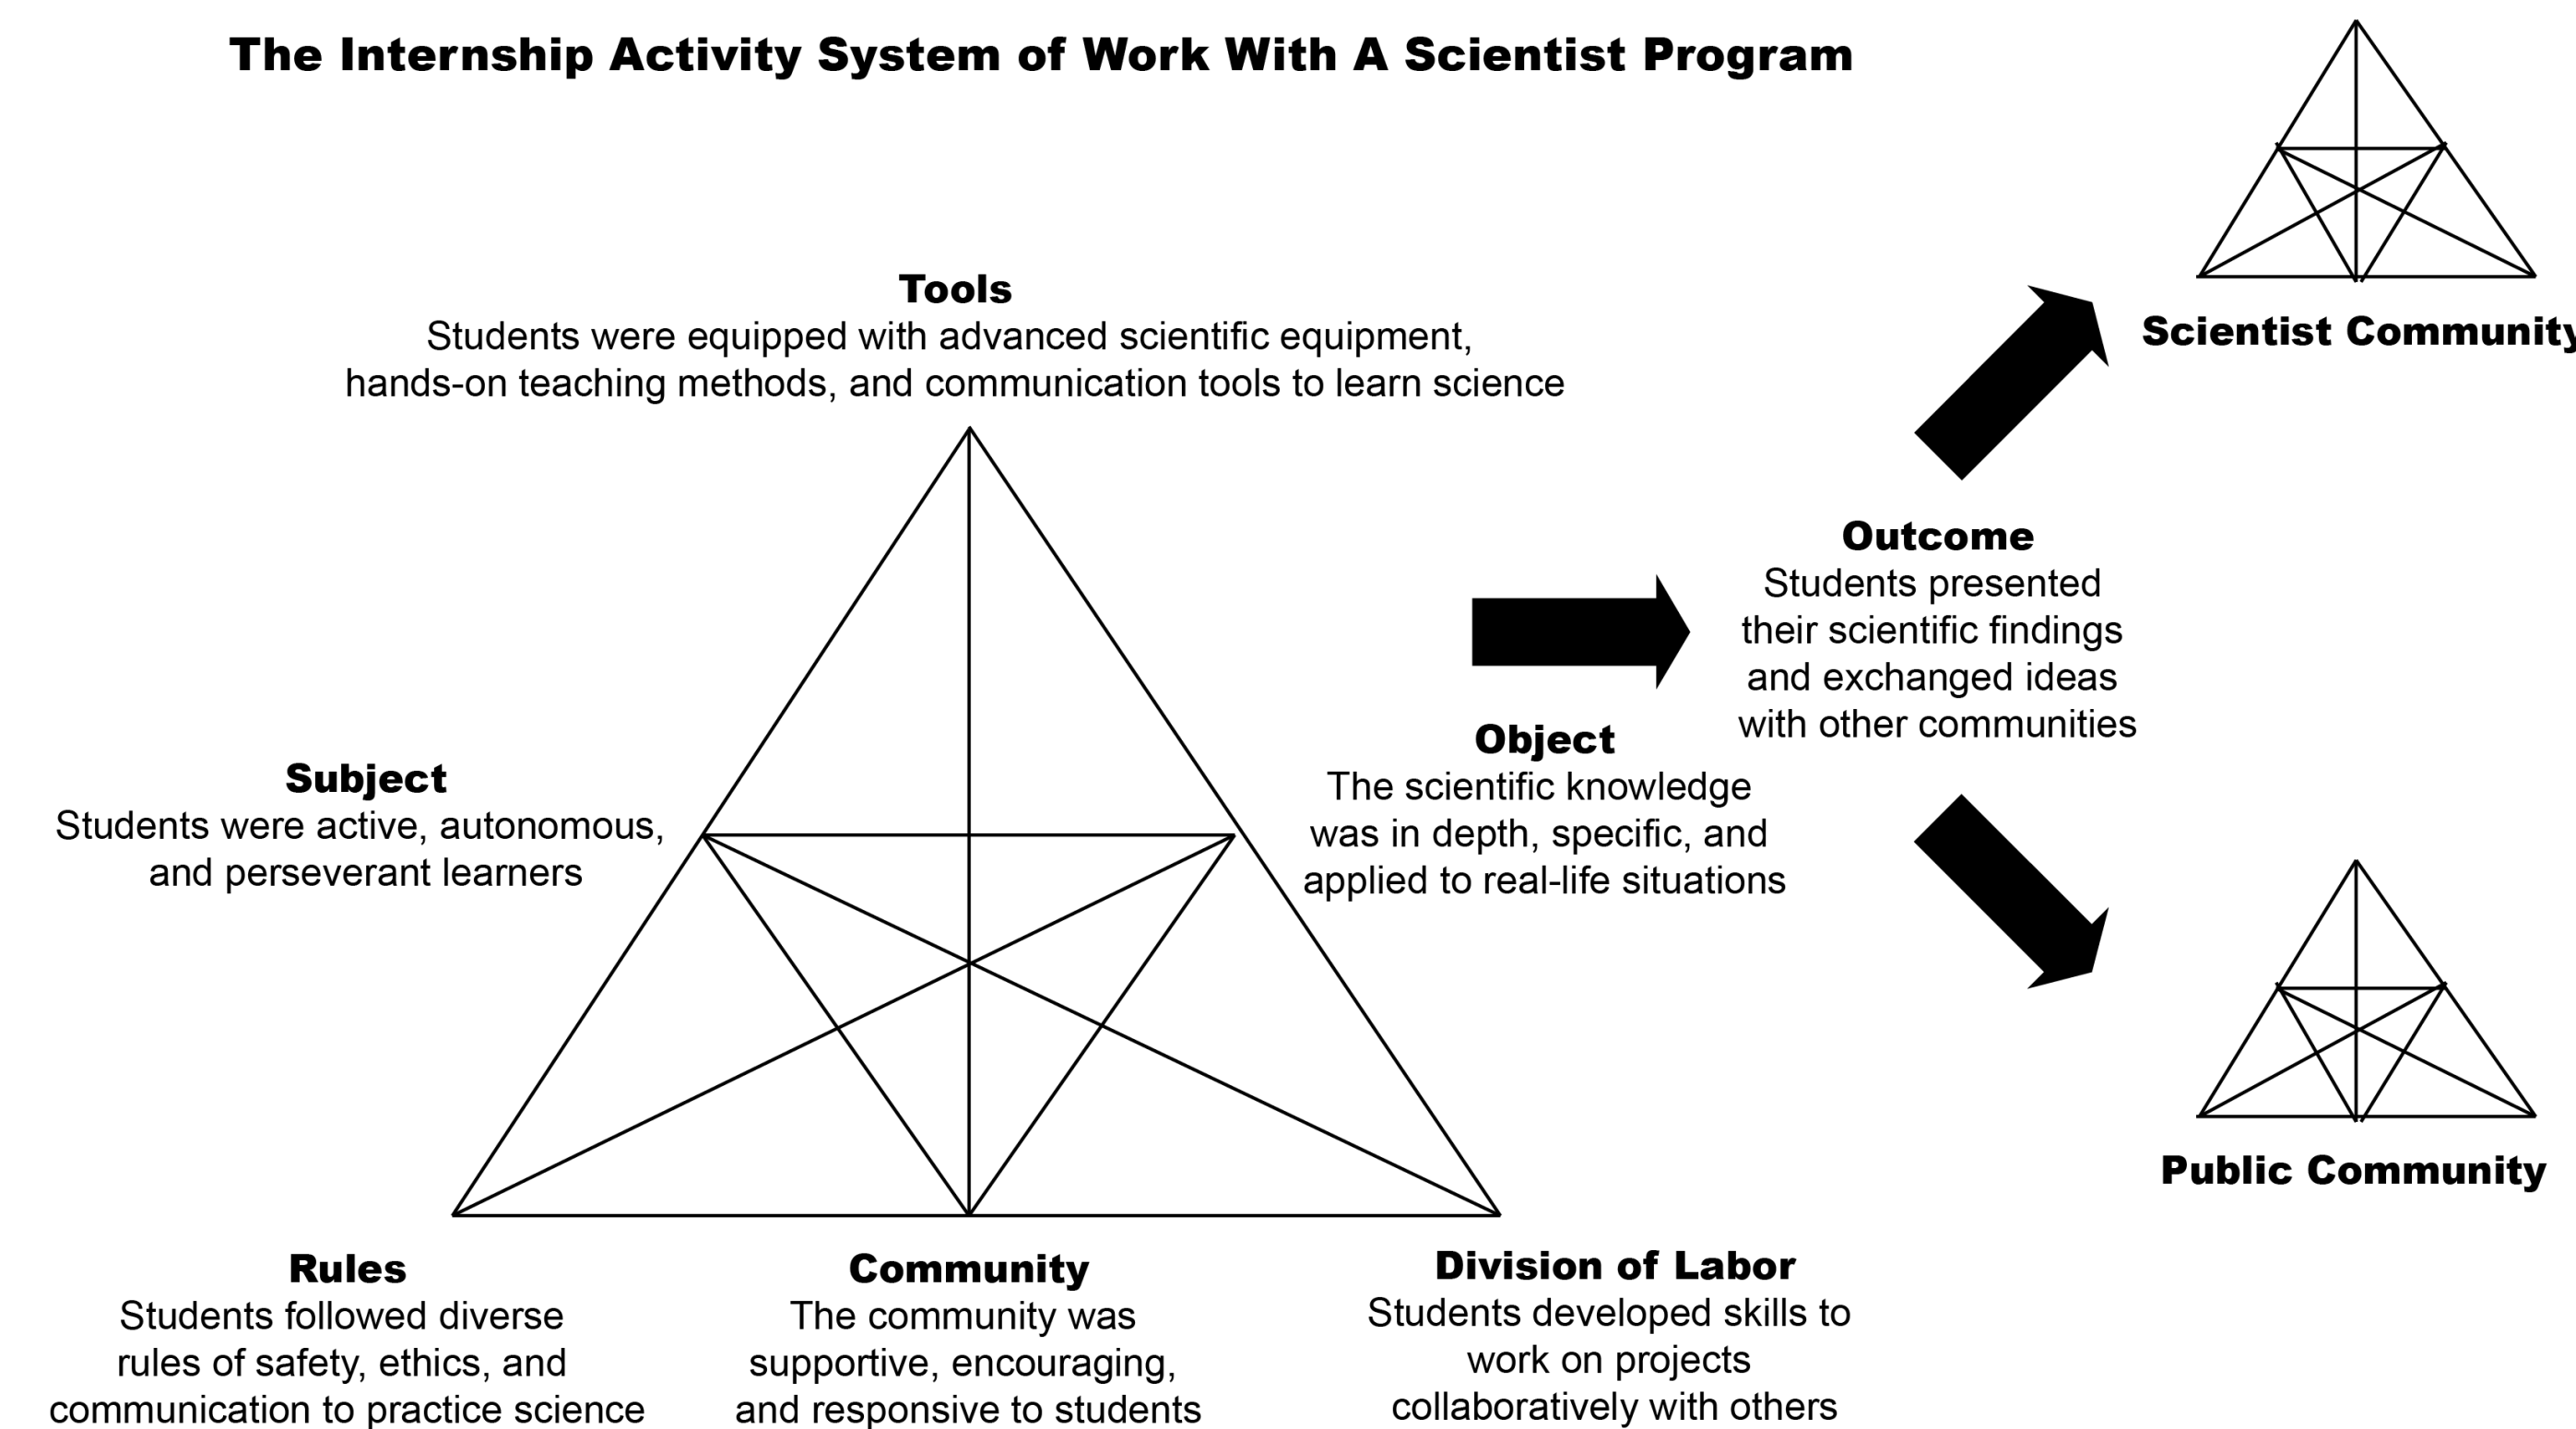 The Internship Activity System of Work With A Scientist Program
Tools
Students were equipped with advanced scientific equipment,
hands-on teaching methods, and communication tools to learn science
Scientist Community
Outcome
Students presented
their scientific findings
and exchanged ideas
with other communities
Subject
Students were active, autonomous,
and perseverant learners
Object
The scientific knowledge
was in depth, specific, and
applied to real-life situations
Public Community
Rules
Students followed diverse
rules of safety, ethics, and
communication to practice science
Community
The community was
supportive, encouraging,
and responsive to students
Division of Labor
Students developed skills to
work on projects
collaboratively with others